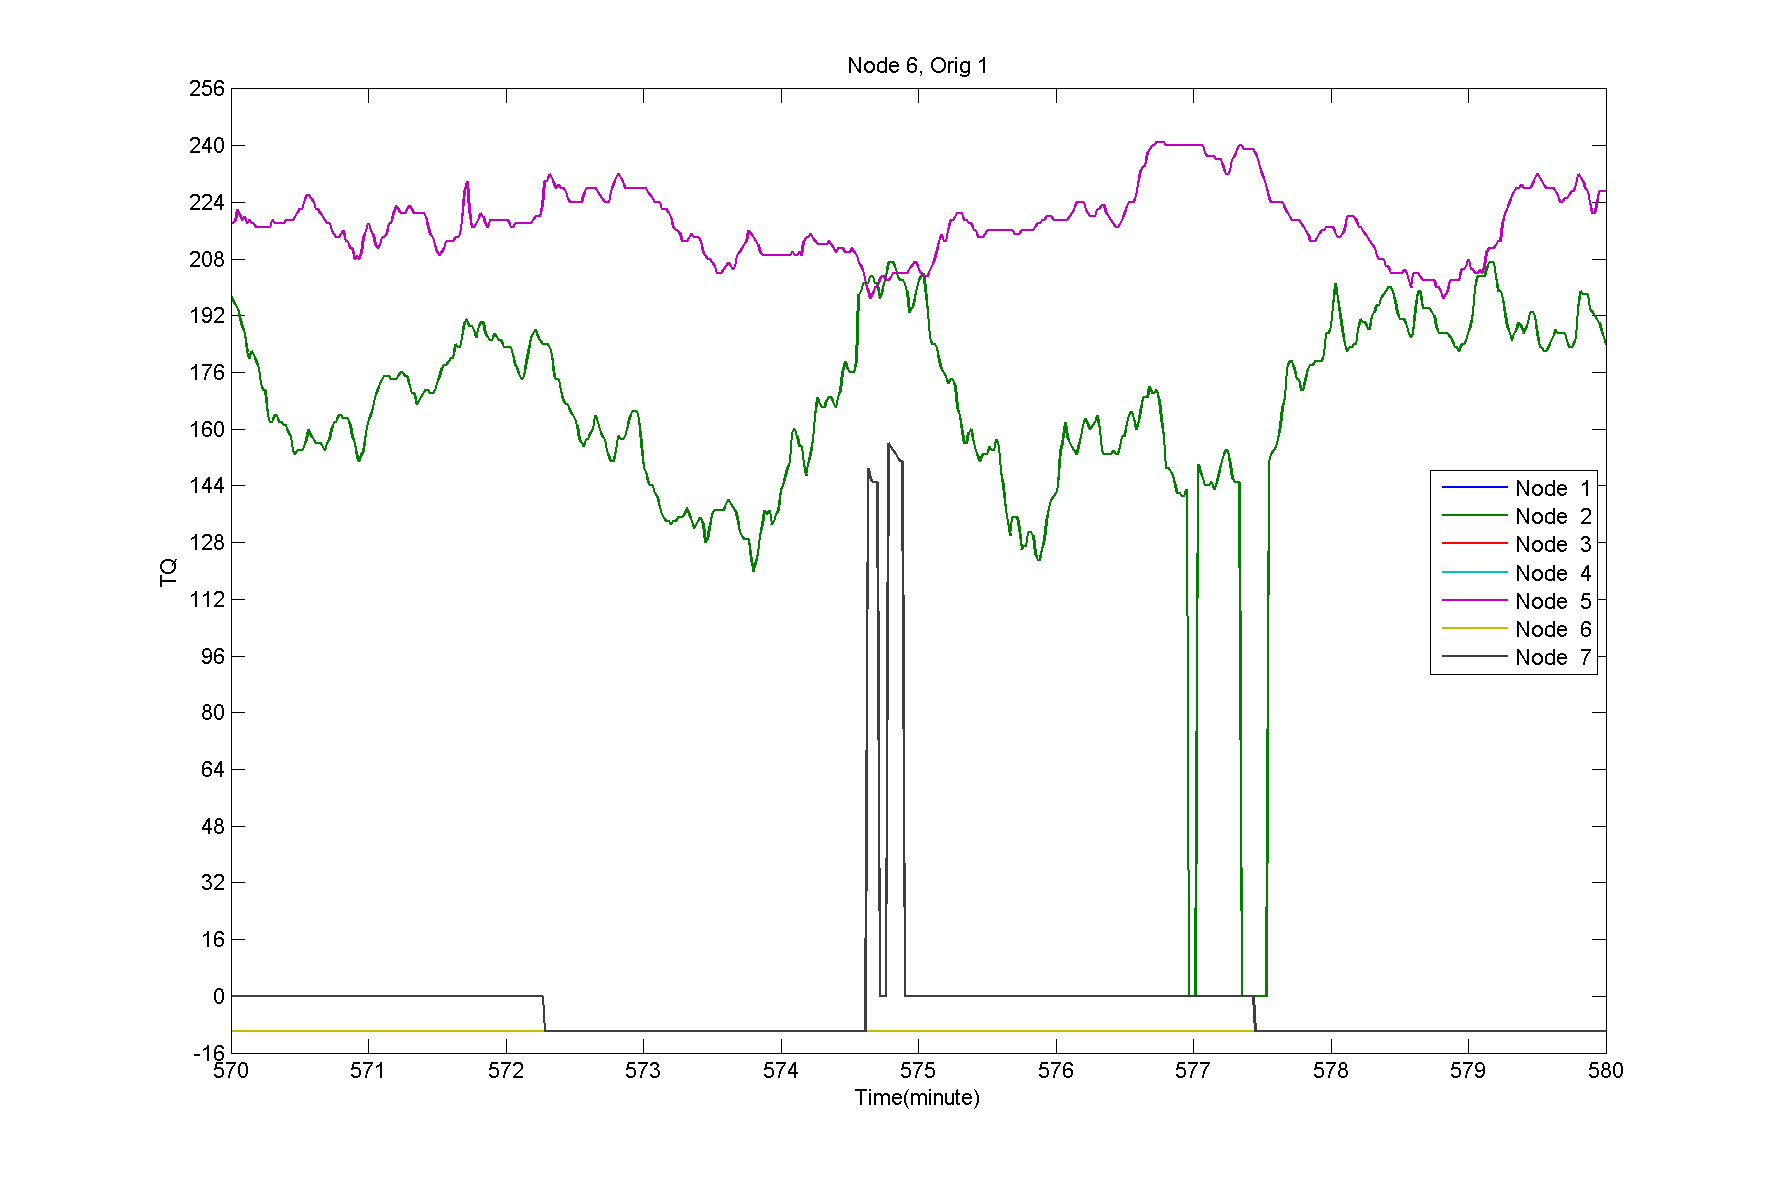 Node 6, Orig 1
256
240
224
208
192
176
160
144
128
112
96
80
64
48
32
16
0
-16
TQ
570 571 572 573 574 575 576 577 578 579 580
Time(minute)
Node 1
Node 2
Node 3
Node 4
Node 5
Node 6
Node 7